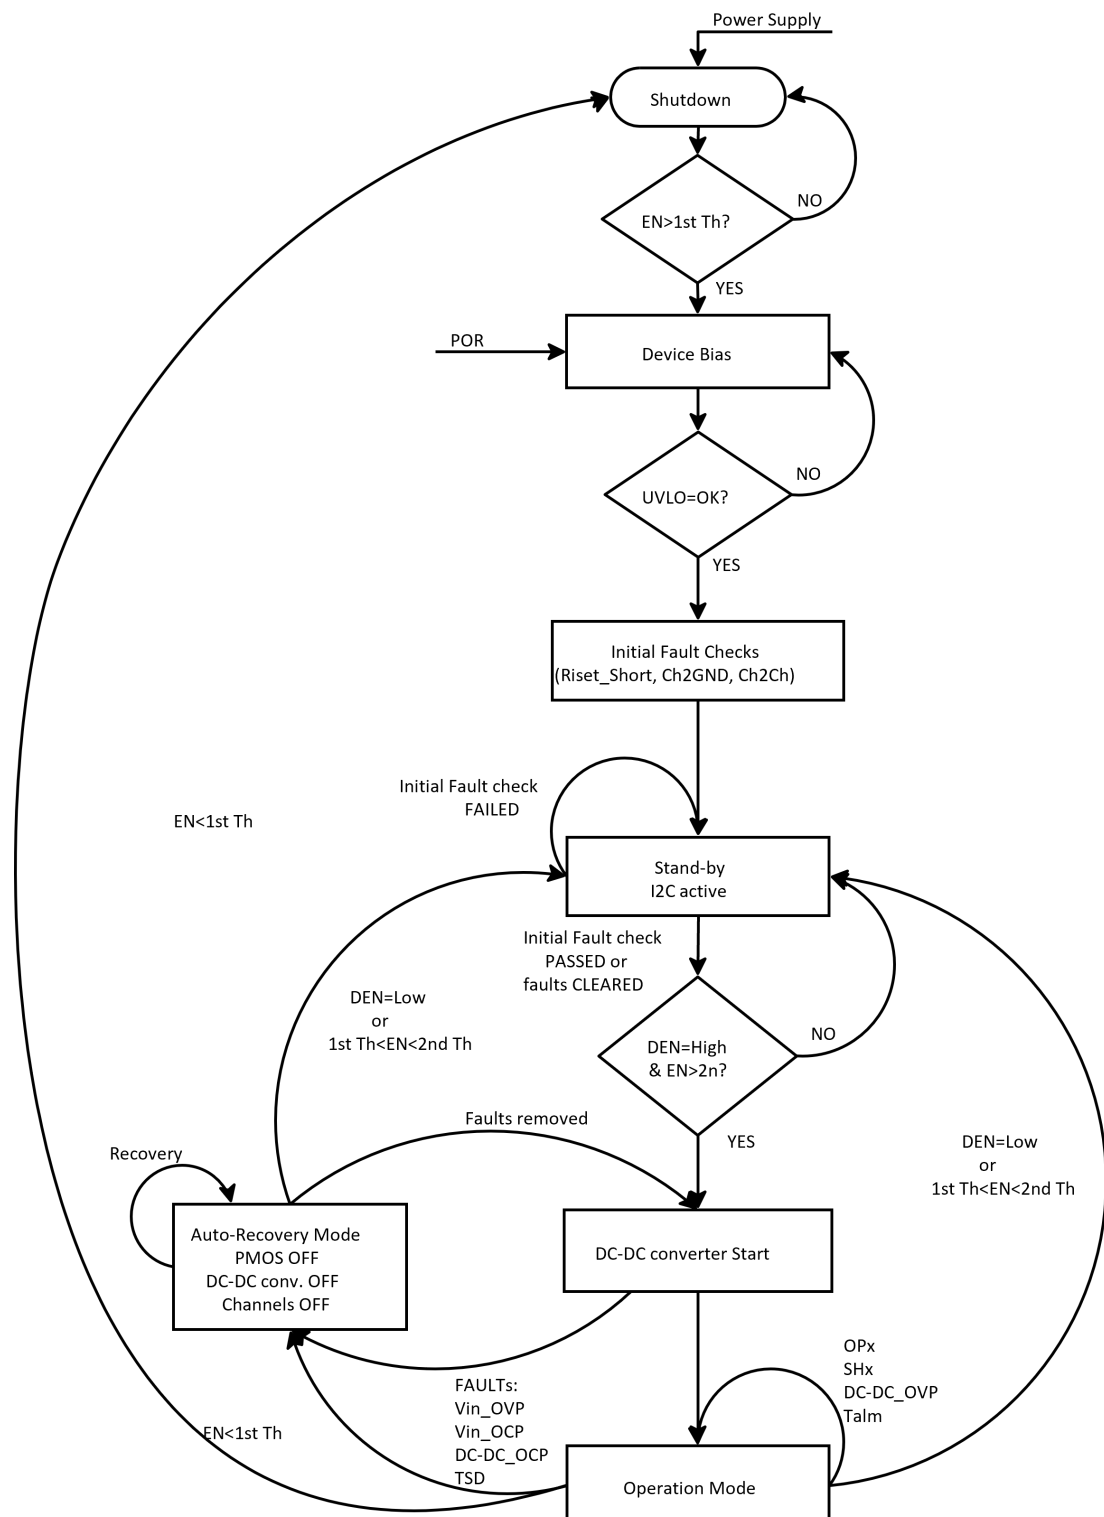 Power Supply
Shutdown
NO
EN>1st Th?
YES
POR
Device Bias
NO
UVLO=OK?
YES
Initial Fault Checks
(Riset_Short, Ch2GND, Ch2Ch)
Initial Fault check
FAILED
EN<1st Th
Stand-by
I2C active
Initial Fault check
PASSED or
faults CLEARED
DEN=Low
or
1st Th<EN<2nd Th
NO
DEN=High
& EN>2n?
Faults removed
YES
DEN=Low
or
1st Th<EN<2nd Th
Recovery
Auto-Recovery Mode
PMOS OFF
DC-DC conv. OFF
Channels OFF
DC-DC converter Start
OPx
SHx
DC-DC_OVP
Talm
FAULTs:
Vin_OVP
Vin_OCP
DC-DC_OCP
TSD
EN<1st Th
Operation Mode